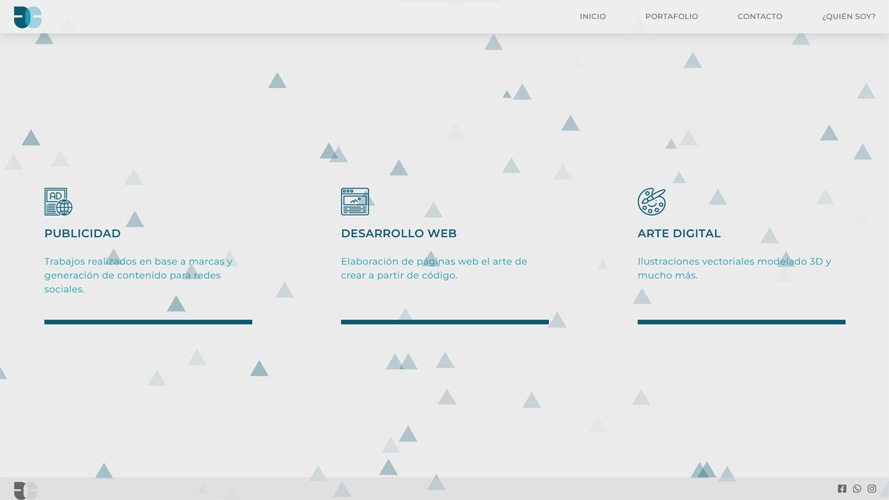 INICIO
PORTAFOLIO
CONTACTO
¿QUIÉN SOY?
AD
PUBLICIDAD
Trabajos realizados en base a marcas y
generación de contenido para redes
sociales.
DESARROLLO WEB
Elaboración de páginas web el arte de
crear a partir de código.
ARTE DIGITAL
Ilustraciones vectoriales modelado 3D y
mucho más.